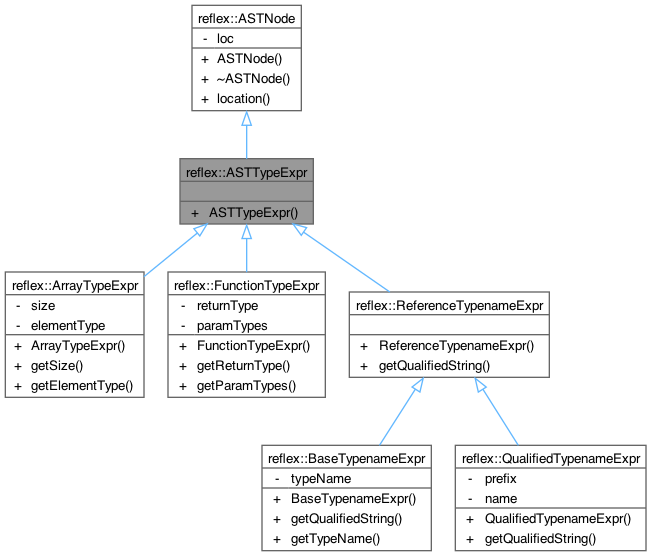 reflex::ASTNode
- loc
+ ASTNode()
+ ~ASTNode()
+ location()
reflex::ASTTypeExpr
+ ASTTypeExpr()
reflex::ArrayTypeExpr
- size
- elementType
+ ArrayTypeExpr()
+ getSize()
+ getElementType()
reflex::FunctionTypeExpr
- returnType
- paramTypes
+ FunctionTypeExpr()
+ getReturnType()
+ getParamTypes()
reflex::ReferenceTypenameExpr
+ ReferenceTypenameExpr()
+ getQualifiedString()
reflex::BaseTypenameExpr
- typeName
+ BaseTypenameExpr()
+ getQualifiedString()
+ getTypeName()
reflex::QualifiedTypenameExpr
- prefix
- name
+ QualifiedTypenameExpr()
+ getQualifiedString()